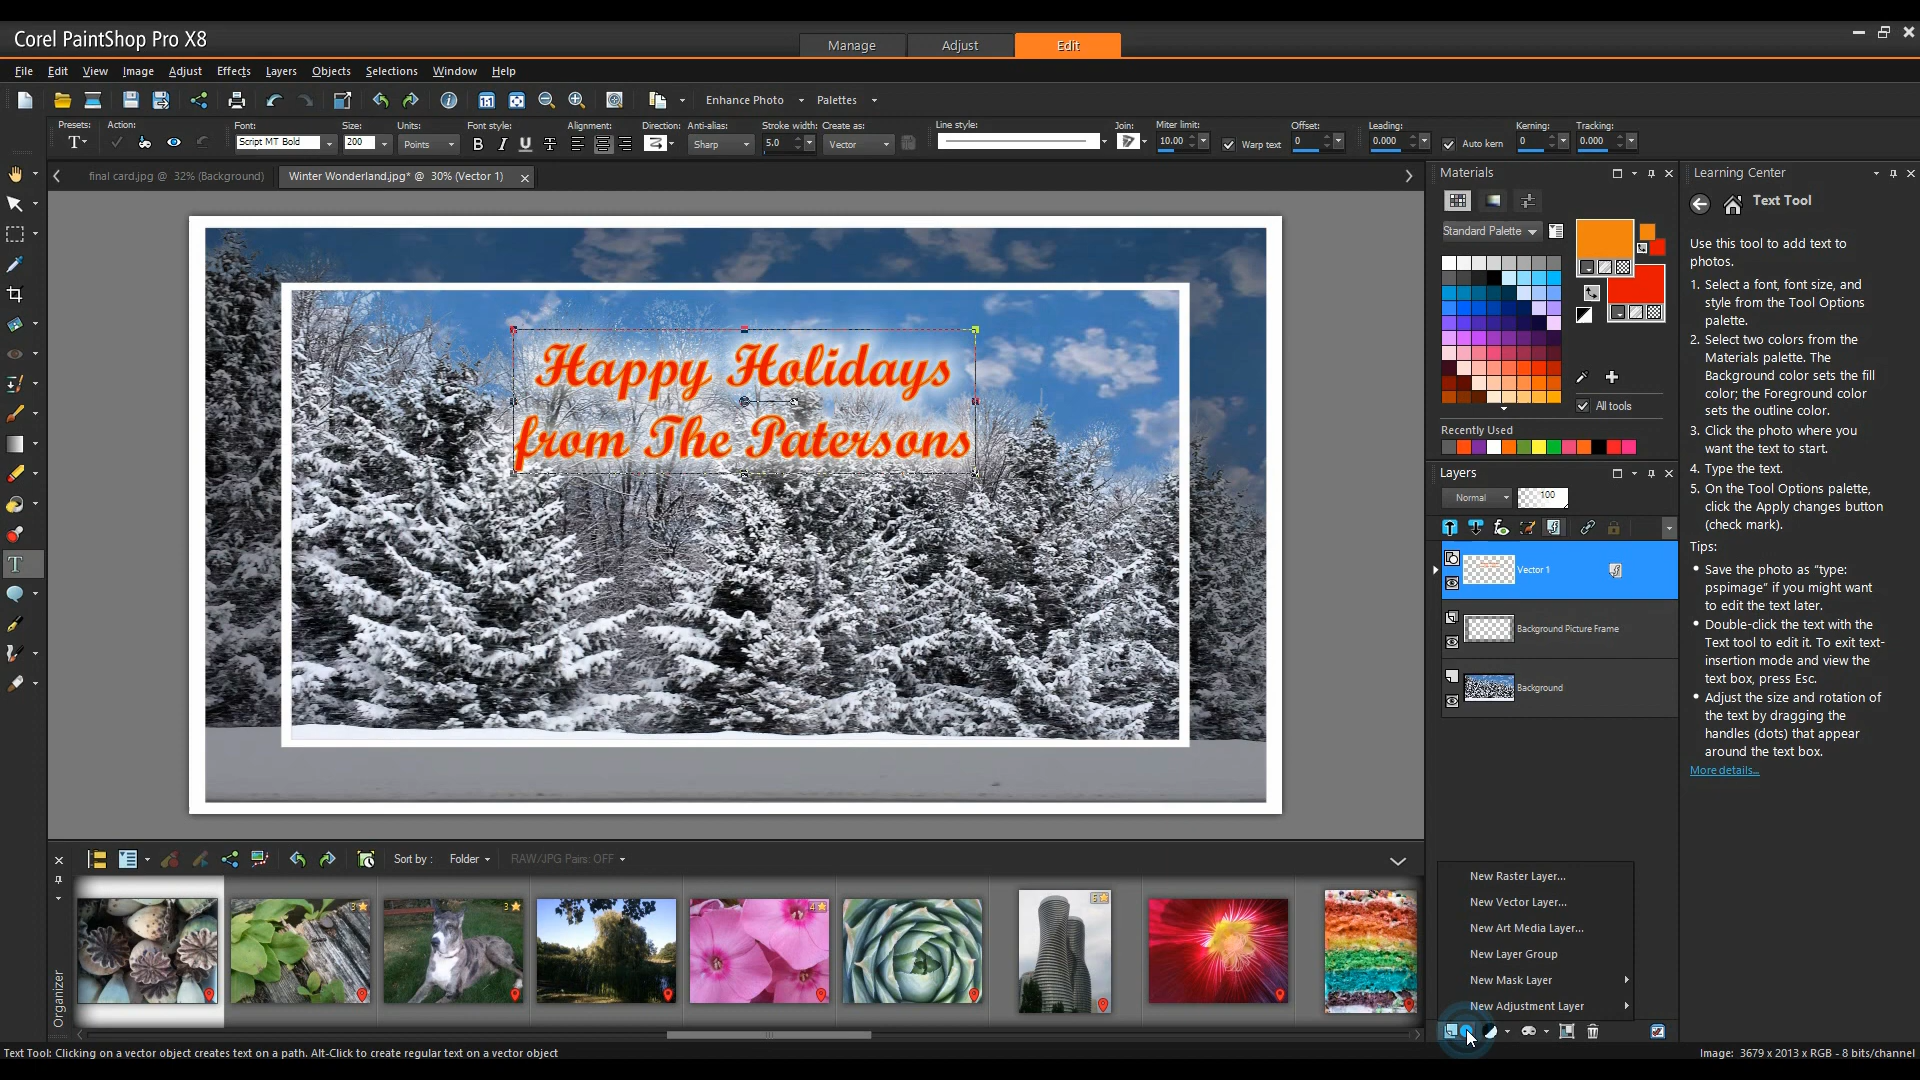 Corel PaintShop Pro X8
Manage
Adjust
Edit
File Edit View Image Adjust Effects Layers Objects Selections Window Help
Enhance Photo
Palettes
Presets:
Action:
Font:
Size:
Units:
Font style:
Alignment:
Direction:
Anti-alias:
Stroke width:
Create as:
Line style:
Join:
Miter limit:
Offset:
Leading:
Kerning:
Tracking:
Script MT Bold
200
Points
B I U T
Sharp
5.0
Vector
10.00
Warp text
0
0.000
Auto kern
0
0.000
final card.jpg @ 32% (Background)
Winter Wonderland.jpg* @ 30% (Vector 1)
Happy Holidays
from The Patersons
Materials
Standard Palette
All tools
Recently Used
Layers
Normal
100
Vector 1
Background Picture Frame
Background
New Raster Layer...
New Vector Layer...
New Art Media Layer...
New Layer Group
New Mask Layer
New Adjustment Layer
Learning Center
Text Tool
Use this tool to add text to
photos.
1. Select a font, font size, and
style from the Tool Options
palette.
2. Select two colors from the
Materials palette. The
Background color sets the fill
color; the Foreground color
sets the outline color.
3. Click the photo where you
want the text to start.
4. Type the text.
5. On the Tool Options palette,
click the Apply changes button
(check mark).
Tips:
• Save the photo as “type:
pspimage” if you might want
to edit the text later.
• Double-click the text with the
Text tool to edit it. To exit text-
insertion mode and view the
text box, press Esc.
• Adjust the size and rotation of
the text by dragging the
handles (dots) that appear
around the text box.
More details...
Organizer
Sort by :
Folder
RAW/JPG Pairs: OFF
3
3
4
5
Text Tool: Clicking on a vector object creates text on a path. Alt-Click to create regular text on a vector object
Image: 3679 x 2013 x RGB - 8 bits/channel